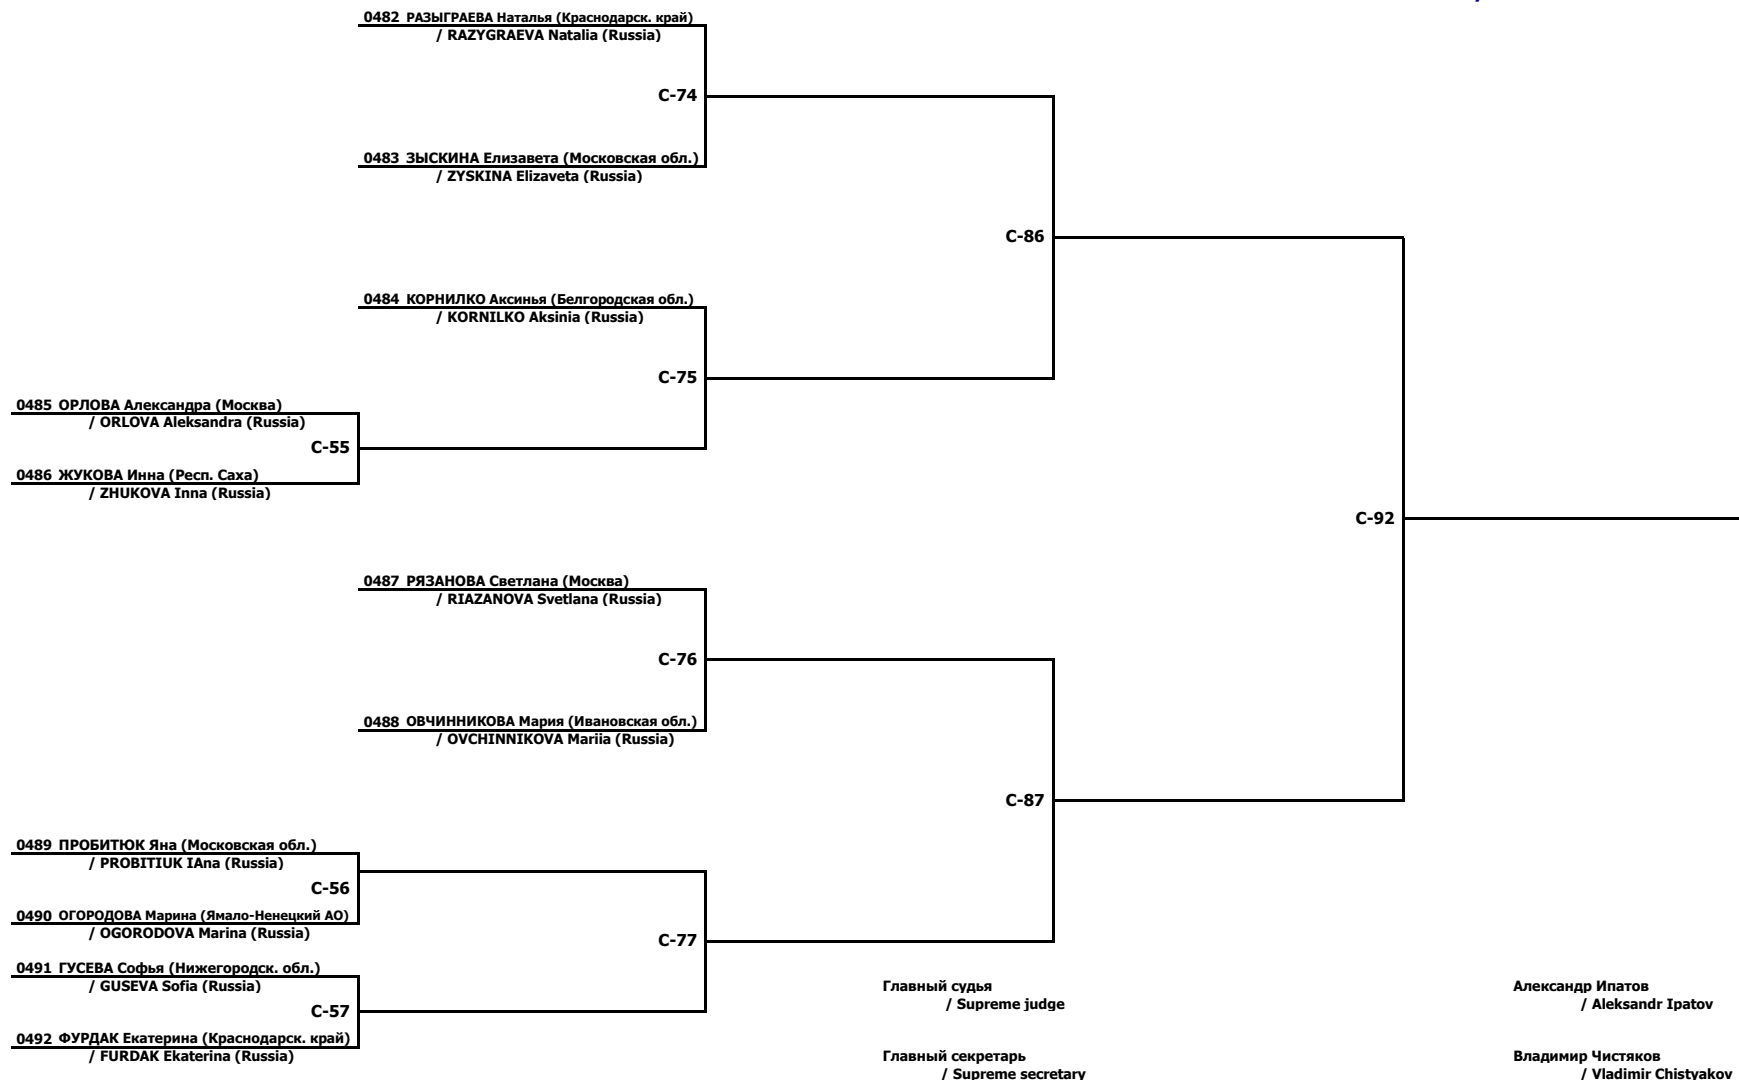 0482 РАЗЫГРАЕВА Наталья (Краснодарск. край)
/ RAZYGRAEVA Natalia (Russia)
C-74
0483 ЗЫСКИНА Елизавета (Московская обл.)
/ ZYSKINA Elizaveta (Russia)
C-86
0484 КОРНИЛКО Аксинья (Белгородская обл.)
/ KORNILKO Aksinia (Russia)
C-75
0485 ОРЛОВА Александра (Москва)
/ ORLOVA Aleksandra (Russia)
C-55
0486 ЖУКОВА Инна (Респ. Саха)
/ ZHUKOVA Inna (Russia)
C-92
0487 РЯЗАНОВА Светлана (Москва)
/ RIAZANOVA Svetlana (Russia)
C-76
0488 ОВЧИННИКОВА Мария (Ивановская обл.)
/ OVCHINNIKOVA Mariia (Russia)
C-87
0489 ПРОБИТЮК Яна (Московская обл.)
/ PROBITIUK IAna (Russia)
C-56
0490 ОГОРОДОВА Марина (Ямало-Ненецкий АО)
/ OGORODOVA Marina (Russia)
C-77
0491 ГУСЕВА Софья (Нижегородск. обл.)
/ GUSEVA Sofia (Russia)
C-57
0492 ФУРДАК Екатерина (Краснодарск. край)
/ FURDAK Ekaterina (Russia)
Главный судья
/ Supreme judge
Александр Ипатов
/ Aleksandr Ipatov
Главный секретарь
/ Supreme secretary
Владимир Чистяков
/ Vladimir Chistyakov